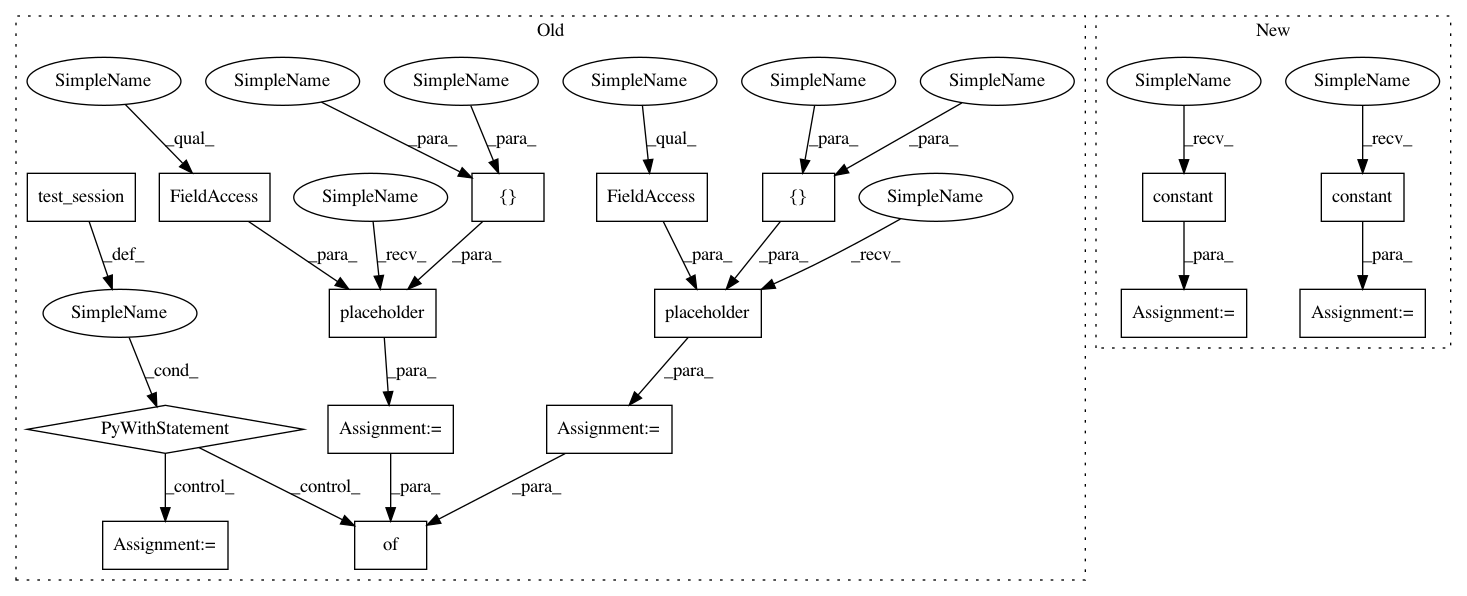 Old
New
SimpleName SimpleName SimpleName SimpleName SimpleName SimpleName SimpleName SimpleName
_qual_ _para_ _para_ _qual_ _para_ _para_ _recv_ _recv_
test_session FieldAccess SimpleName {} FieldAccess {} SimpleName constant constant
_def_ _para_ _recv_ _para_ _para_ _para_ _recv_ _para_ _para_
SimpleName placeholder placeholder Assignment:= Assignment:=
_cond_ _para_ _para_
PyWithStatement Assignment:= Assignment:=
_control_ _control_ _para_ _para_
Assignment:= of